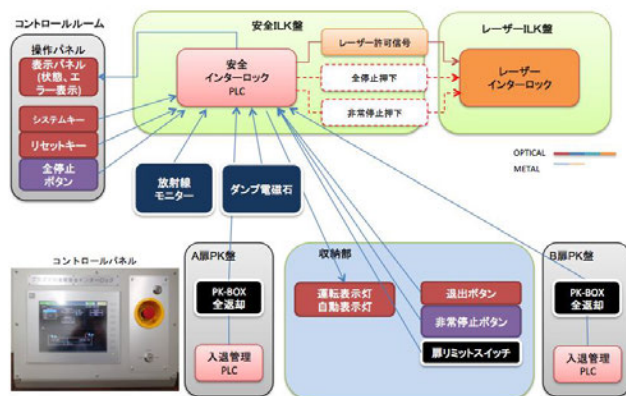 コントロールルーム
操作パネル
表示パネル
(状態、エ
ラー表示)
システムキー
リセットキー
全停止
ボタン
安全ILK盤
安全
インターロック
PLC
レーザー許可信号
全停止押下
非常停止押下
レーザーILK盤
レーザー
インターロック
OPTICAL
METAL
放射線
モニター
ダンプ電磁石
コントロールパネル
A扉PK盤
PK-BOX
全返却
入退管理
PLC
収納部
運転表示灯
自動表示灯
退出ボタン
非常停止ボタン
扉リミットスイッチ
B扉PK盤
PK-BOX
全返却
入退管理
PLC